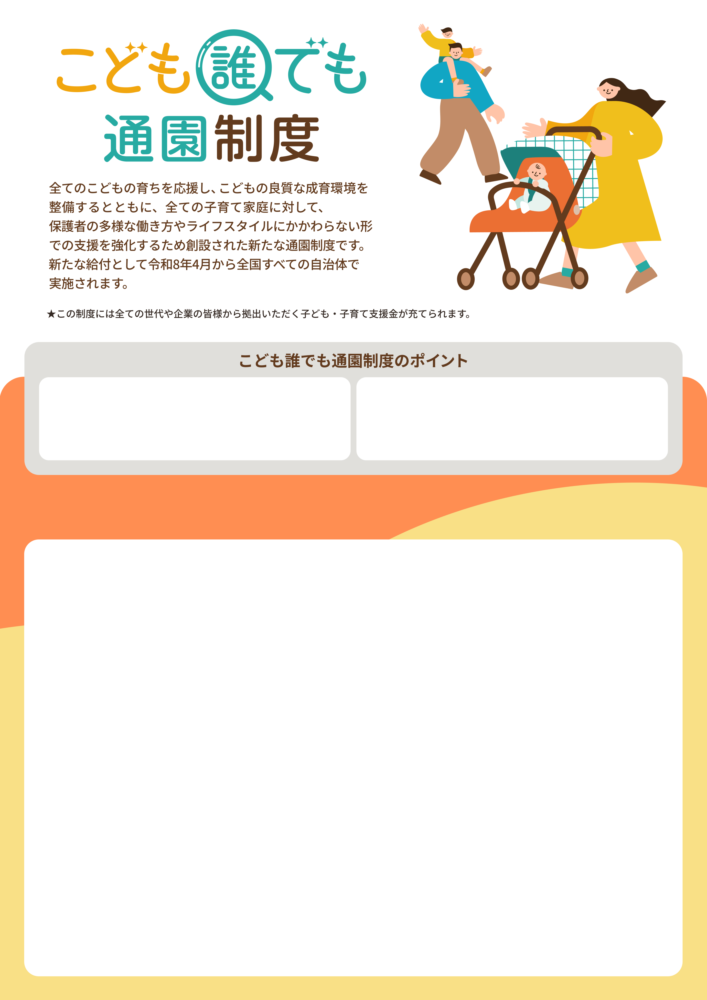 こども誰でも
通園制度
全てのこどもの育ちを応援し、こどもの良質な成育環境を
整備するとともに、全ての子育て家庭に対して、
保護者の多様な働き方やライフスタイルにかかわらない形
での支援を強化するため創設された新たな通園制度です。
新たな給付として令和8年4月から全国すべての自治体で
実施されます。
★この制度には全ての世代や企業の皆様から拠出いただく子ども・子育て支援金が充てられます。
こども誰でも通園制度のポイント